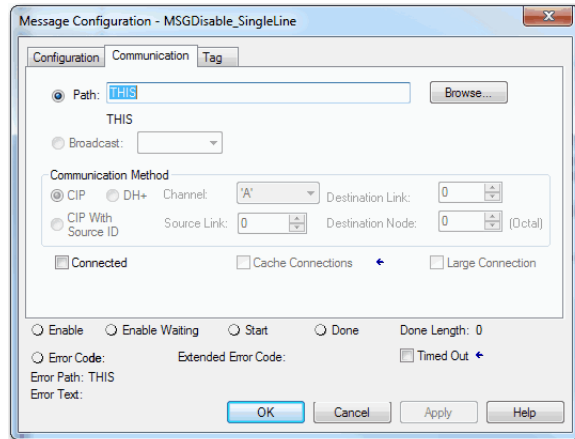 Message Configuration - MSGDisable_SingleLine
Configuration Communication Tag
Path: THIS Browse...
THIS
Broadcast:
Communication Method
CIP DH+ Channel: 'A' Destination Link: 0
CIP With Source ID Source Link: 0 Destination Node: 0 (Octal)
Connected Cache Connections Large Connection
Enable Enable Waiting Start Done Done Length: 0
Error Code: Extended Error Code: Timed Out
Error Path: THIS
Error Text:
OK Cancel Apply Help